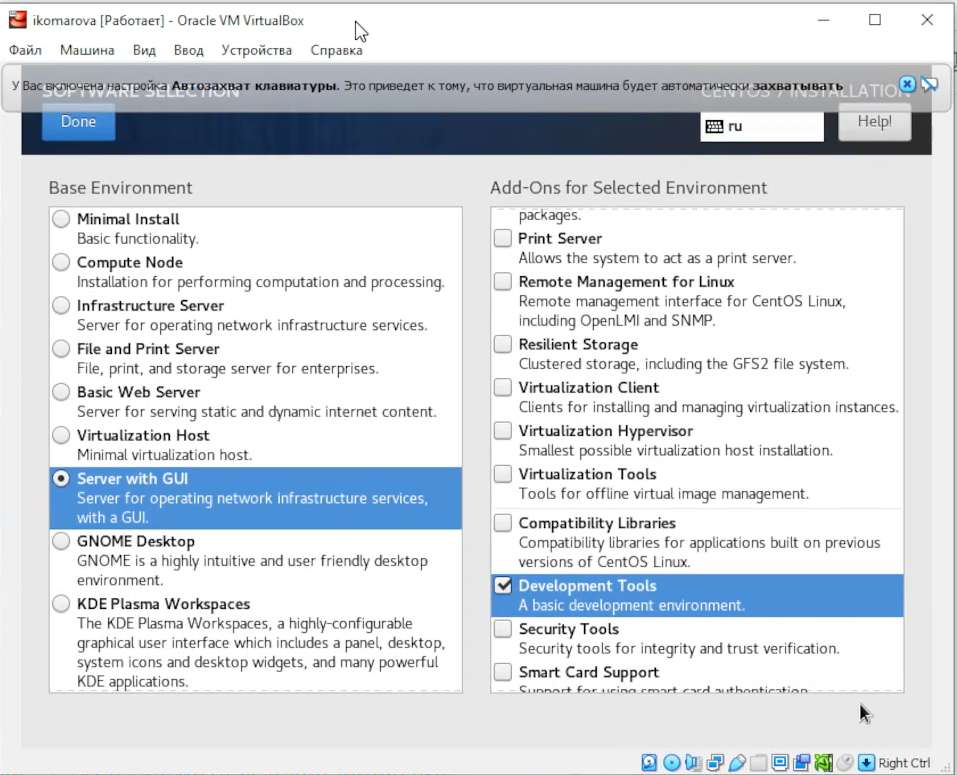 ikomarova [Работает] - Oracle VM VirtualBox
Файл Машина Вид Ввод Устройства Справка
У Вас включена настройка Автозахват клавиатуры. Это приведет к тому, что виртуальная машина будет автоматически захватывать
SOFTWARE SELECTION
CENTOS 7 INSTALLATION
Done
ru
Help!
Base Environment
Minimal Install
Basic functionality.
Compute Node
Installation for performing computation and processing.
Infrastructure Server
Server for operating network infrastructure services.
File and Print Server
File, print, and storage server for enterprises.
Basic Web Server
Server for serving static and dynamic internet content.
Virtualization Host
Minimal virtualization host.
Server with GUI
Server for operating network infrastructure services,
with a GUI.
GNOME Desktop
GNOME is a highly intuitive and user friendly desktop
environment.
KDE Plasma Workspaces
The KDE Plasma Workspaces, a highly-configurable
graphical user interface which includes a panel, desktop,
system icons and desktop widgets, and many powerful
KDE applications.
Add-Ons for Selected Environment
packages.
Print Server
Allows the system to act as a print server.
Remote Management for Linux
Remote management interface for CentOS Linux,
including OpenLMI and SNMP.
Resilient Storage
Clustered storage, including the GFS2 file system.
Virtualization Client
Clients for installing and managing virtualization instances.
Virtualization Hypervisor
Smallest possible virtualization host installation.
Virtualization Tools
Tools for offline virtual image management.
Compatibility Libraries
Compatibility libraries for applications built on previous
versions of CentOS Linux.
Development Tools
A basic development environment.
Security Tools
Security tools for integrity and trust verification.
Smart Card Support
Support for using smart card authentication
Right Ctrl